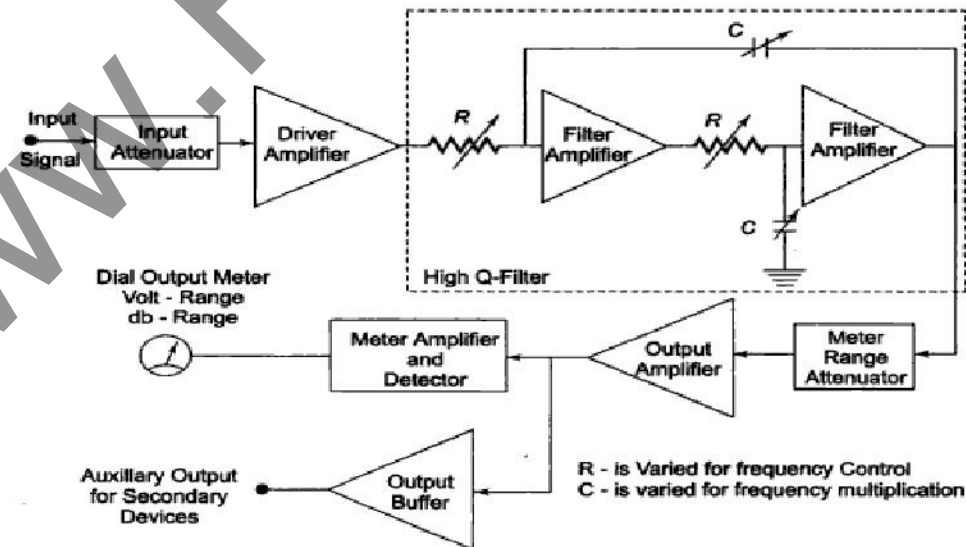 C
Input
Signal
Input
Attenuator
Driver
Amplifier
R
Filter
Amplifier
R
Filter
Amplifier
C
High Q-Filter
Dial Output Meter
Volt - Range
db - Range
Meter Amplifier
and
Detector
Output
Amplifier
Meter
Range
Attenuator
Auxillary Output
for Secondary
Devices
Output
Buffer
R - is Varied for frequency Control
C - is varied for frequency multiplication